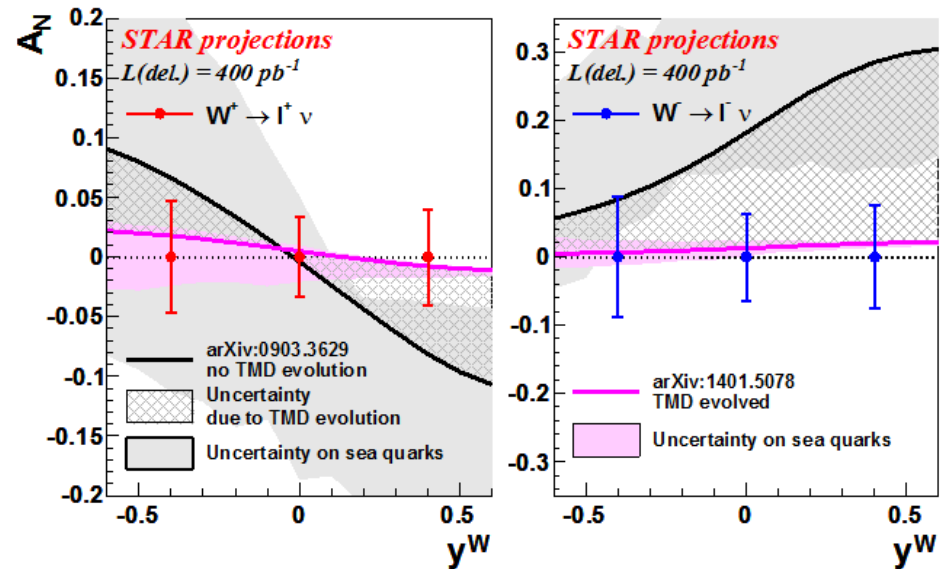 A_N
0.2
0.15
0.1
0.05
0
-0.05
-0.1
-0.15
-0.2
STAR projections
L(del.) = 400 pb⁻¹
W⁺ → l⁺ ν
arXiv:0903.3629
no TMD evolution
Uncertainty
due to TMD evolution
Uncertainty on sea quarks
-0.5
0
0.5
y^W
0.3
0.2
0.1
0
-0.1
-0.2
-0.3
STAR projections
L(del.) = 400 pb⁻¹
W⁻ → l⁻ ν
arXiv:1401.5078
TMD evolved
Uncertainty on sea quarks
-0.5
0
0.5
y^W